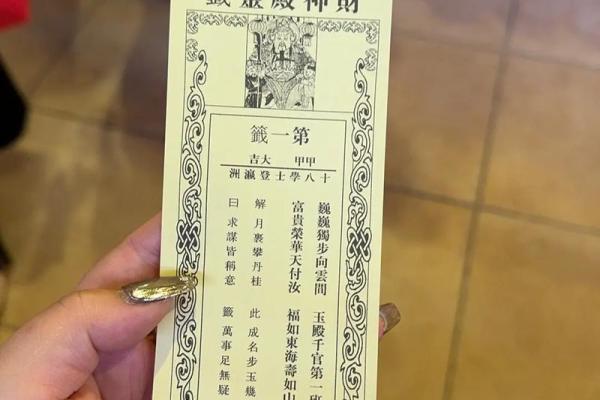 財神殿靈籤
第一籤
甲甲 大吉
十八學士登瀛洲
巍巍獨步向雲間 玉殿千官第一班
富貴榮華天付汝 福如東海壽如山
解 月裏攀丹桂 此 成名步玉幾
曰 求謀皆稱意 籤 萬事足無疑